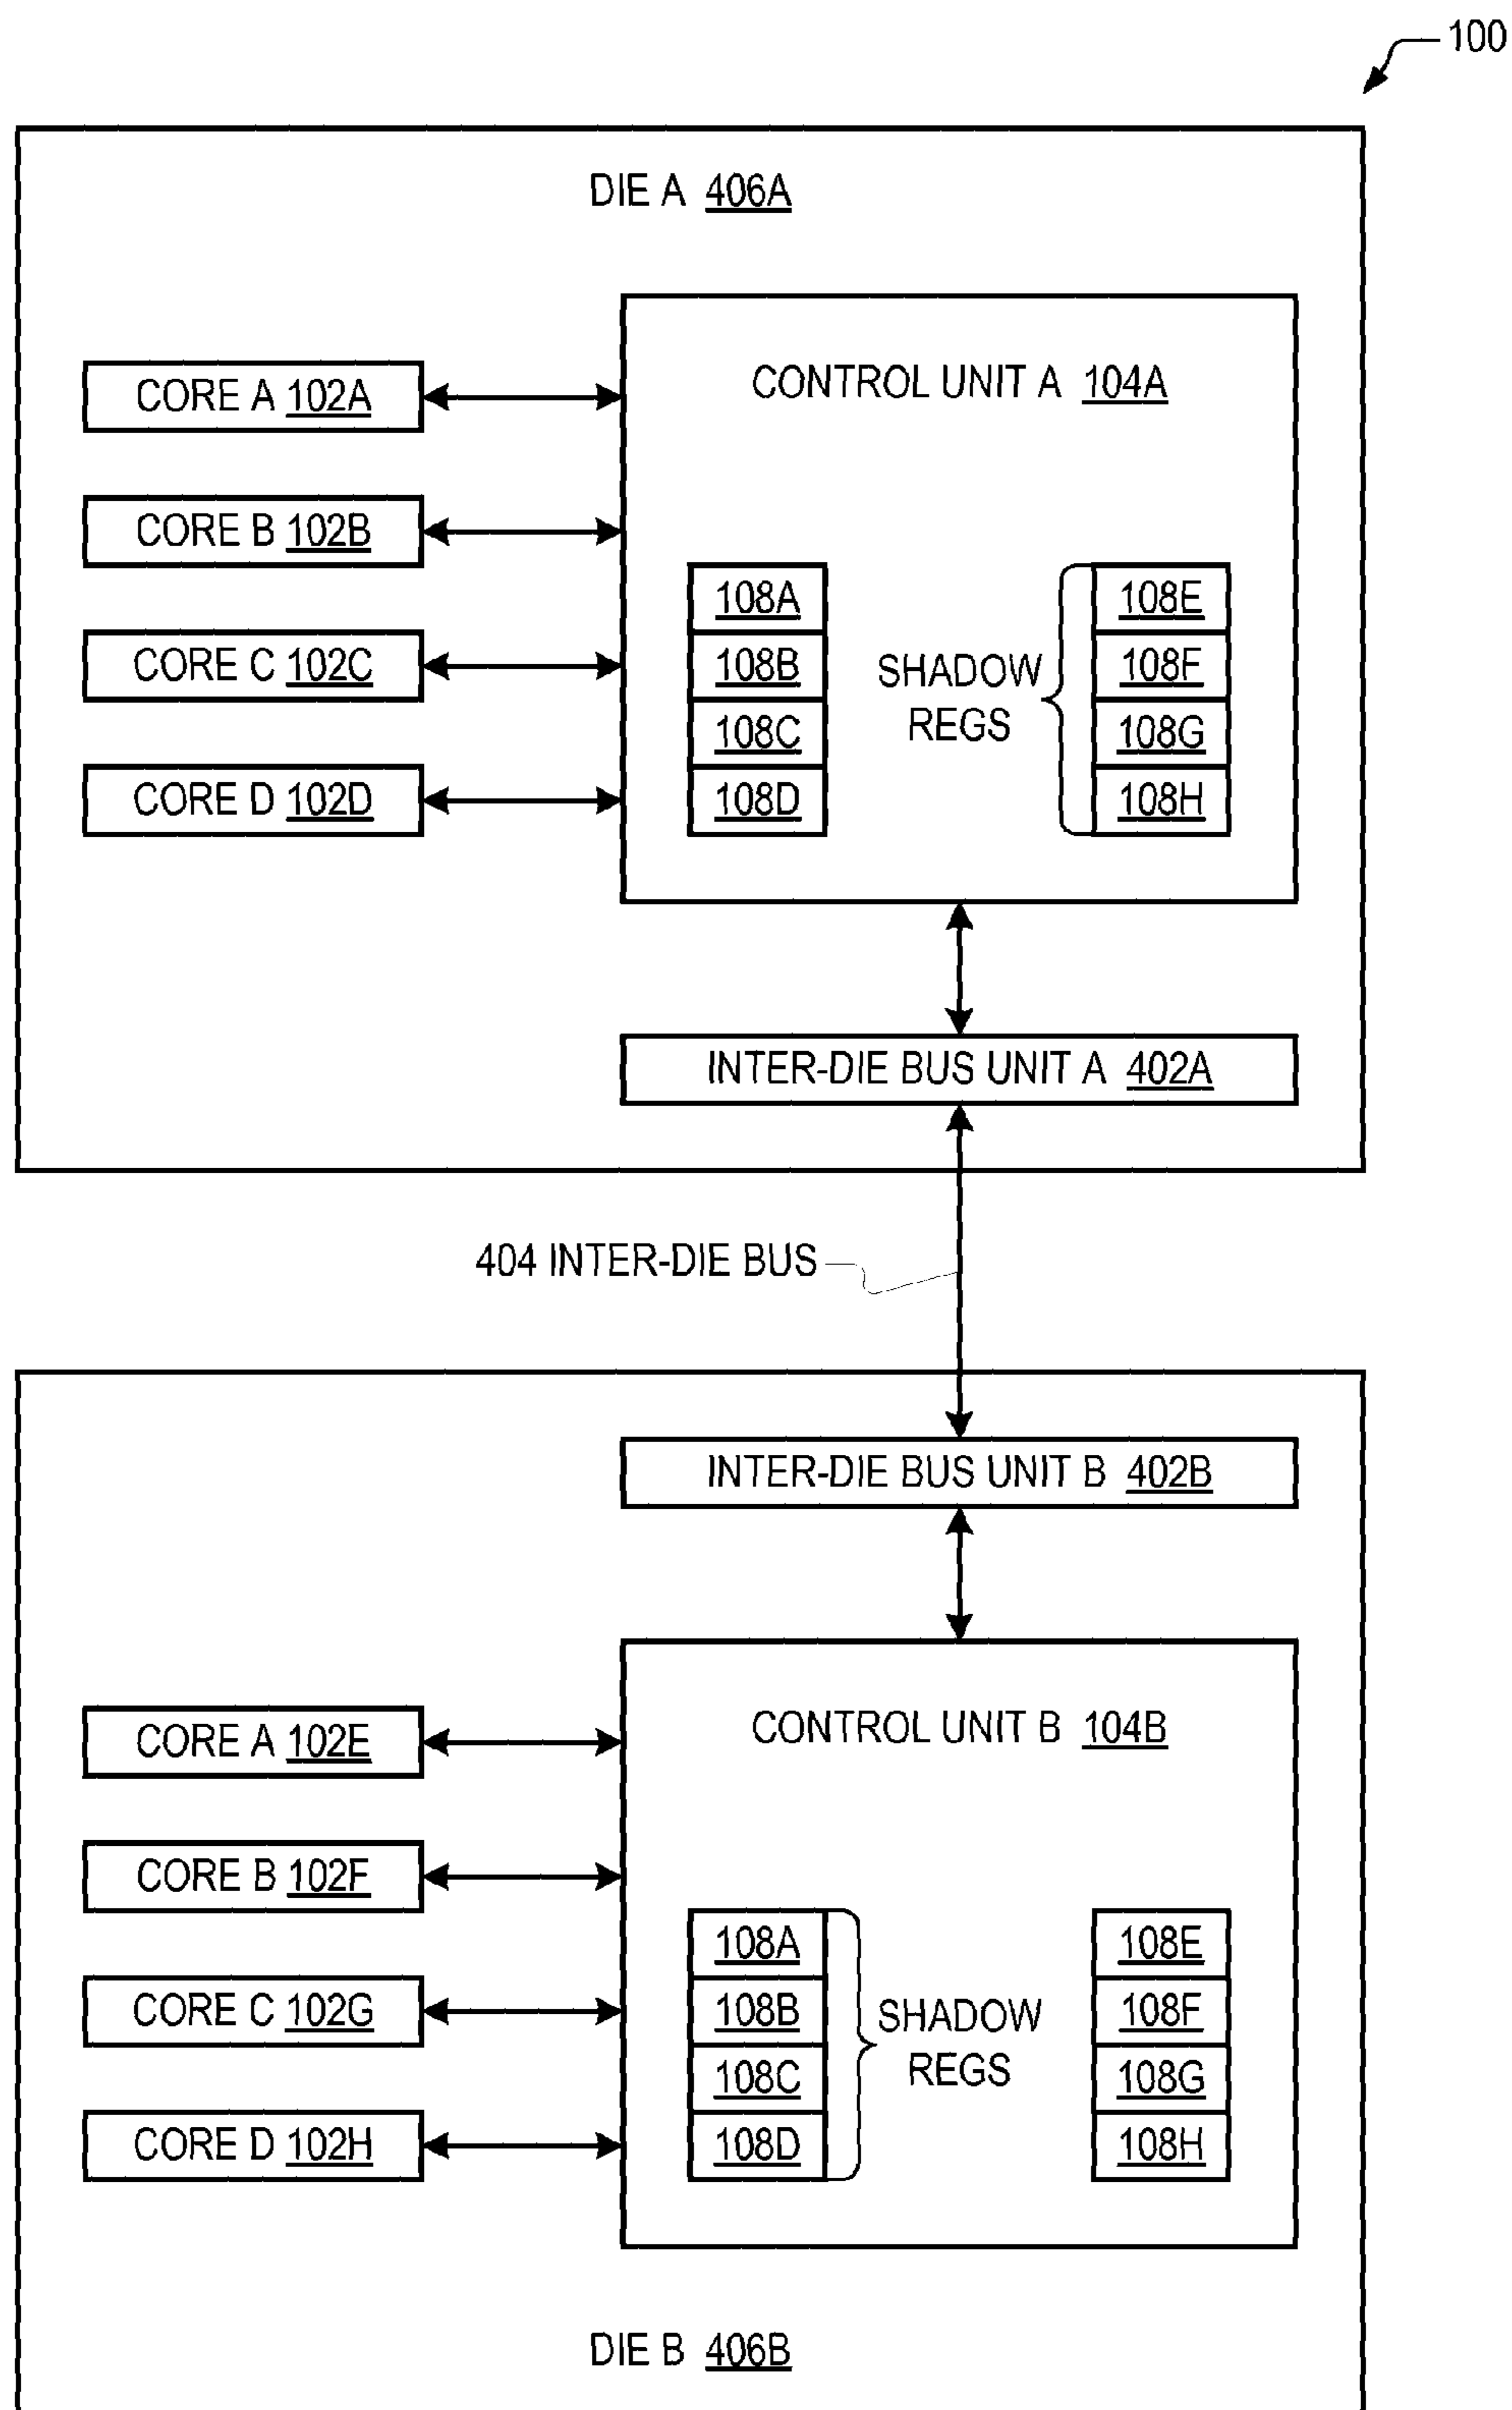 100
DIE A 406A
CONTROL UNIT A 104A
CORE A 102A
CORE B 102B
CORE C 102C
CORE D 102D
108A
108B
108C
108D
SHADOW
REGS
108E
108F
108G
108H
INTER-DIE BUS UNIT A 402A
404 INTER-DIE BUS
INTER-DIE BUS UNIT B 402B
CONTROL UNIT B 104B
CORE A 102E
CORE B 102F
CORE C 102G
CORE D 102H
108A
108B
108C
108D
SHADOW
REGS
108E
108F
108G
108H
DIE B 406B